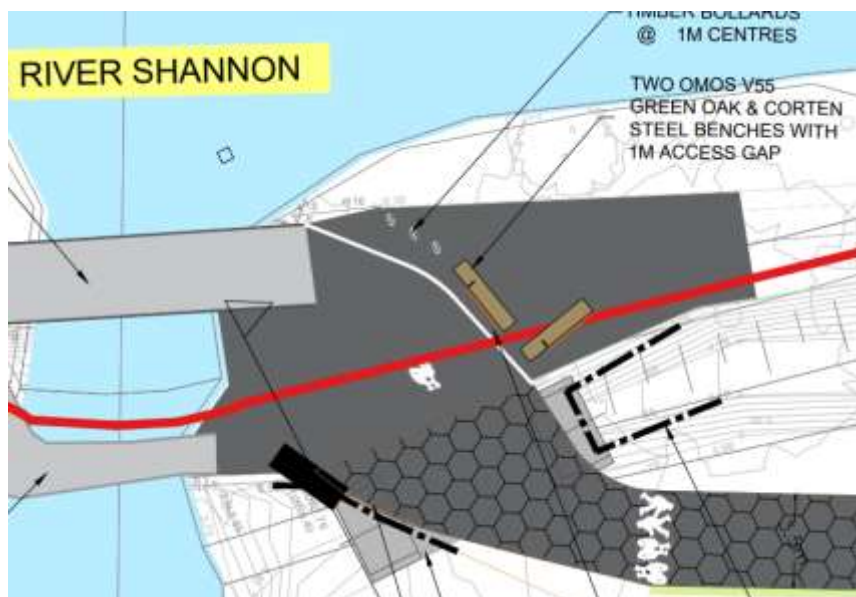 TIMBER BOLLARDS
@ 1M CENTRES
RIVER SHANNON
TWO OMOS V55
GREEN OAK & CORTEN
STEEL BENCHES WITH
1M ACCESS GAP